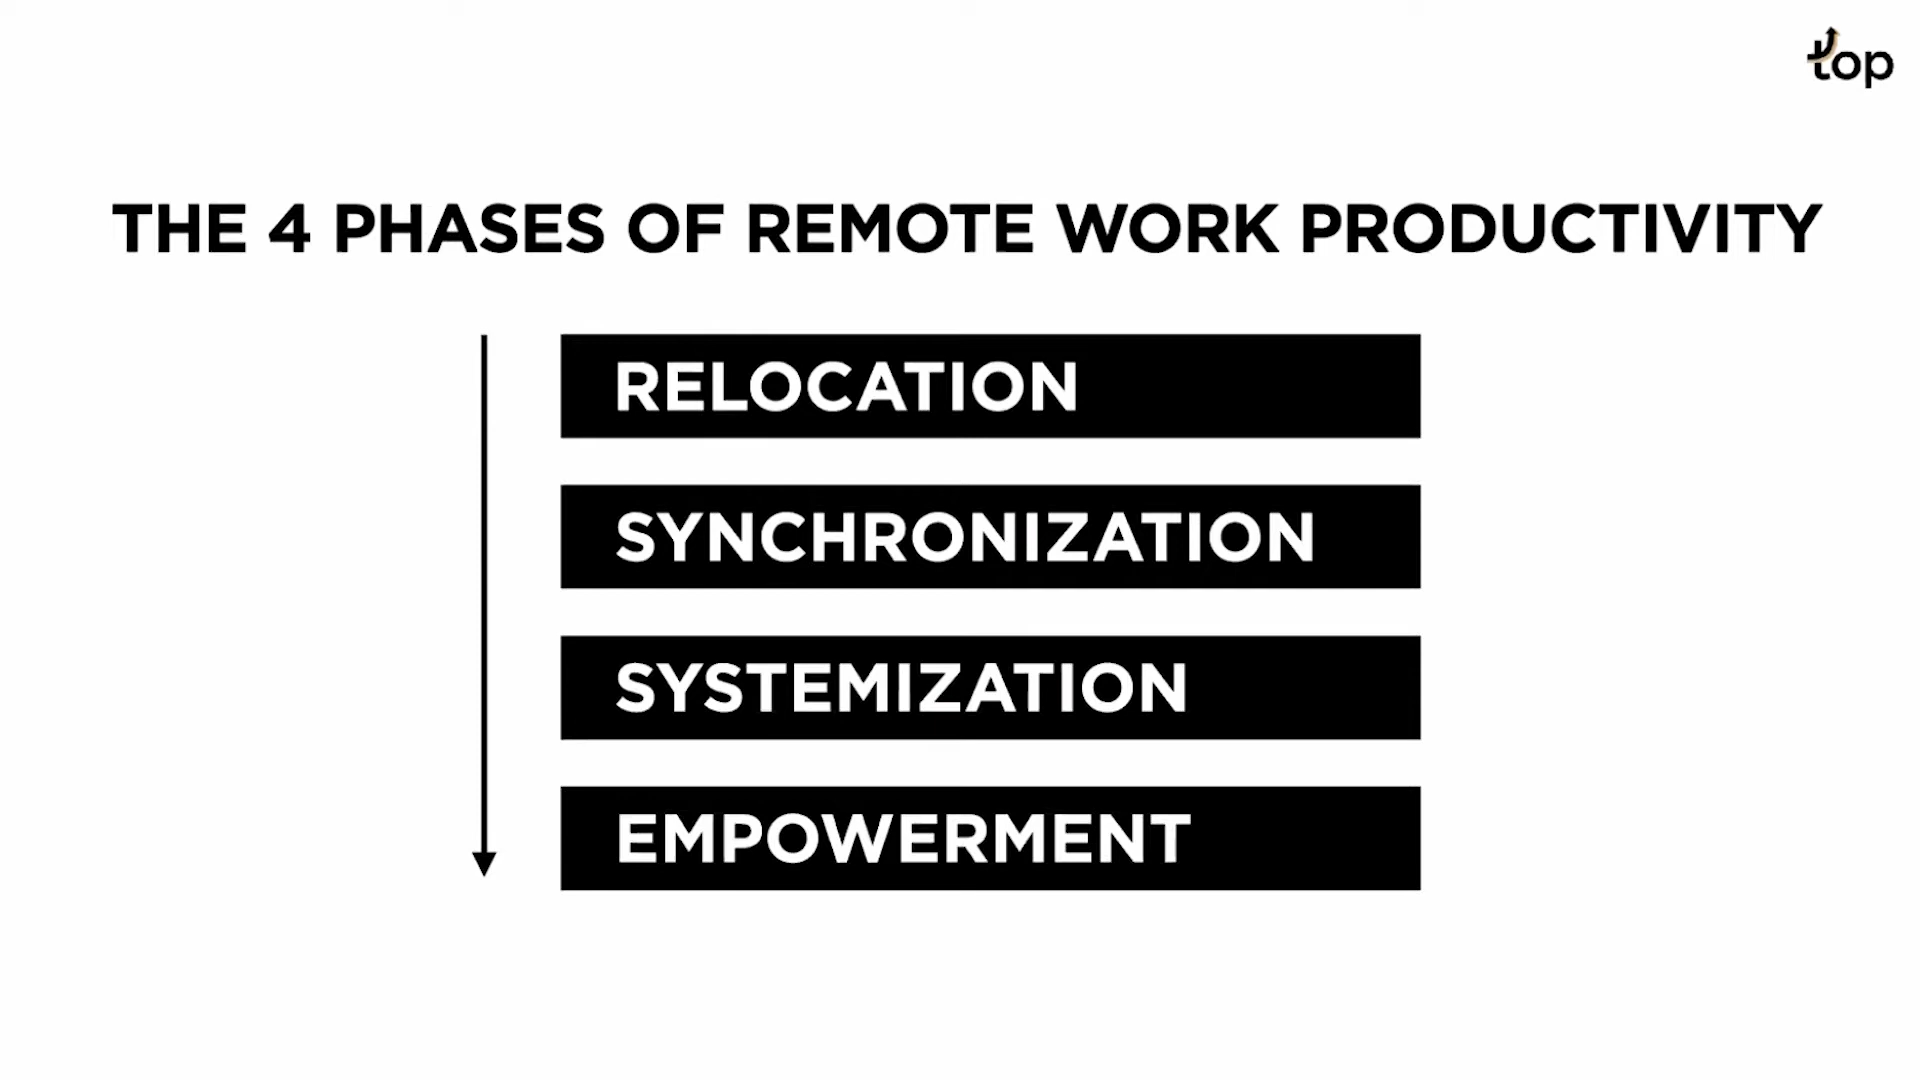 top
THE 4 PHASES OF REMOTE WORK PRODUCTIVITY
RELOCATION
SYNCHRONIZATION
SYSTEMIZATION
EMPOWERMENT